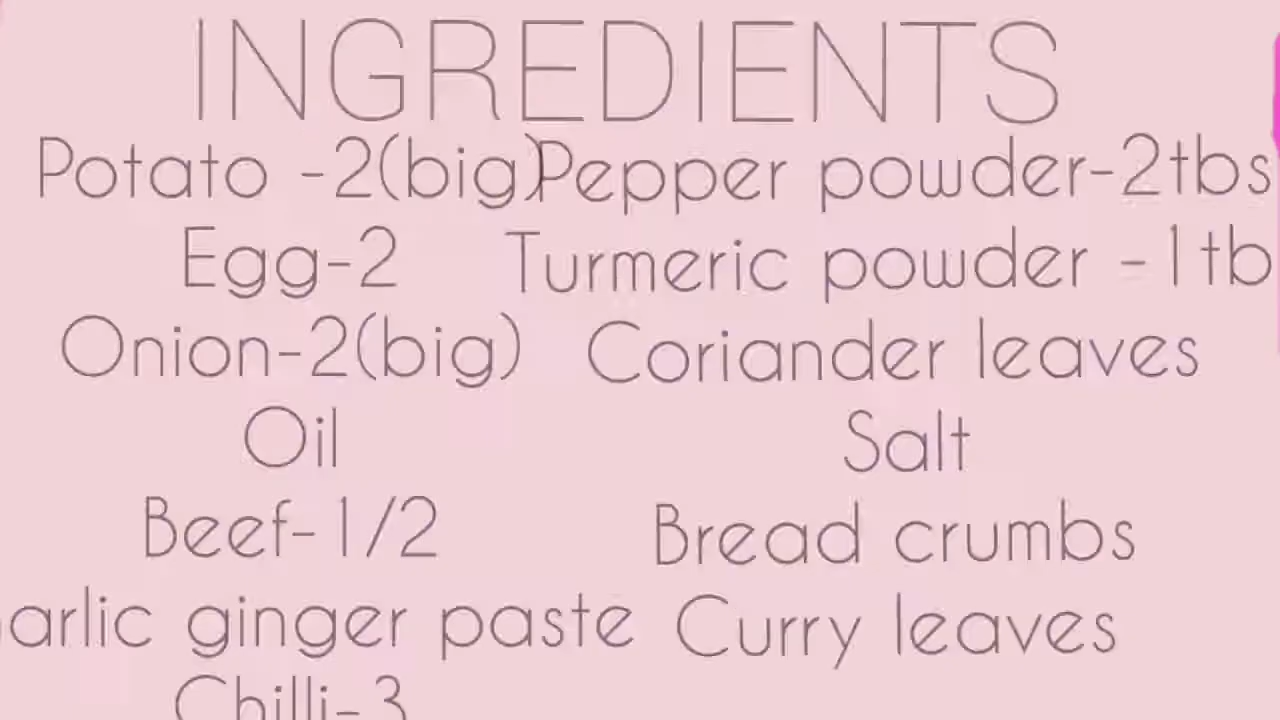 INGREDIENTS
Potato -2(big)
Egg-2
Onion-2(big)
Oil
Beef-1/2
arlic ginger paste
Chilli-3
Pepper powder-2tbs
Turmeric powder -1tb
Coriander leaves
Salt
Bread crumbs
Curry leaves